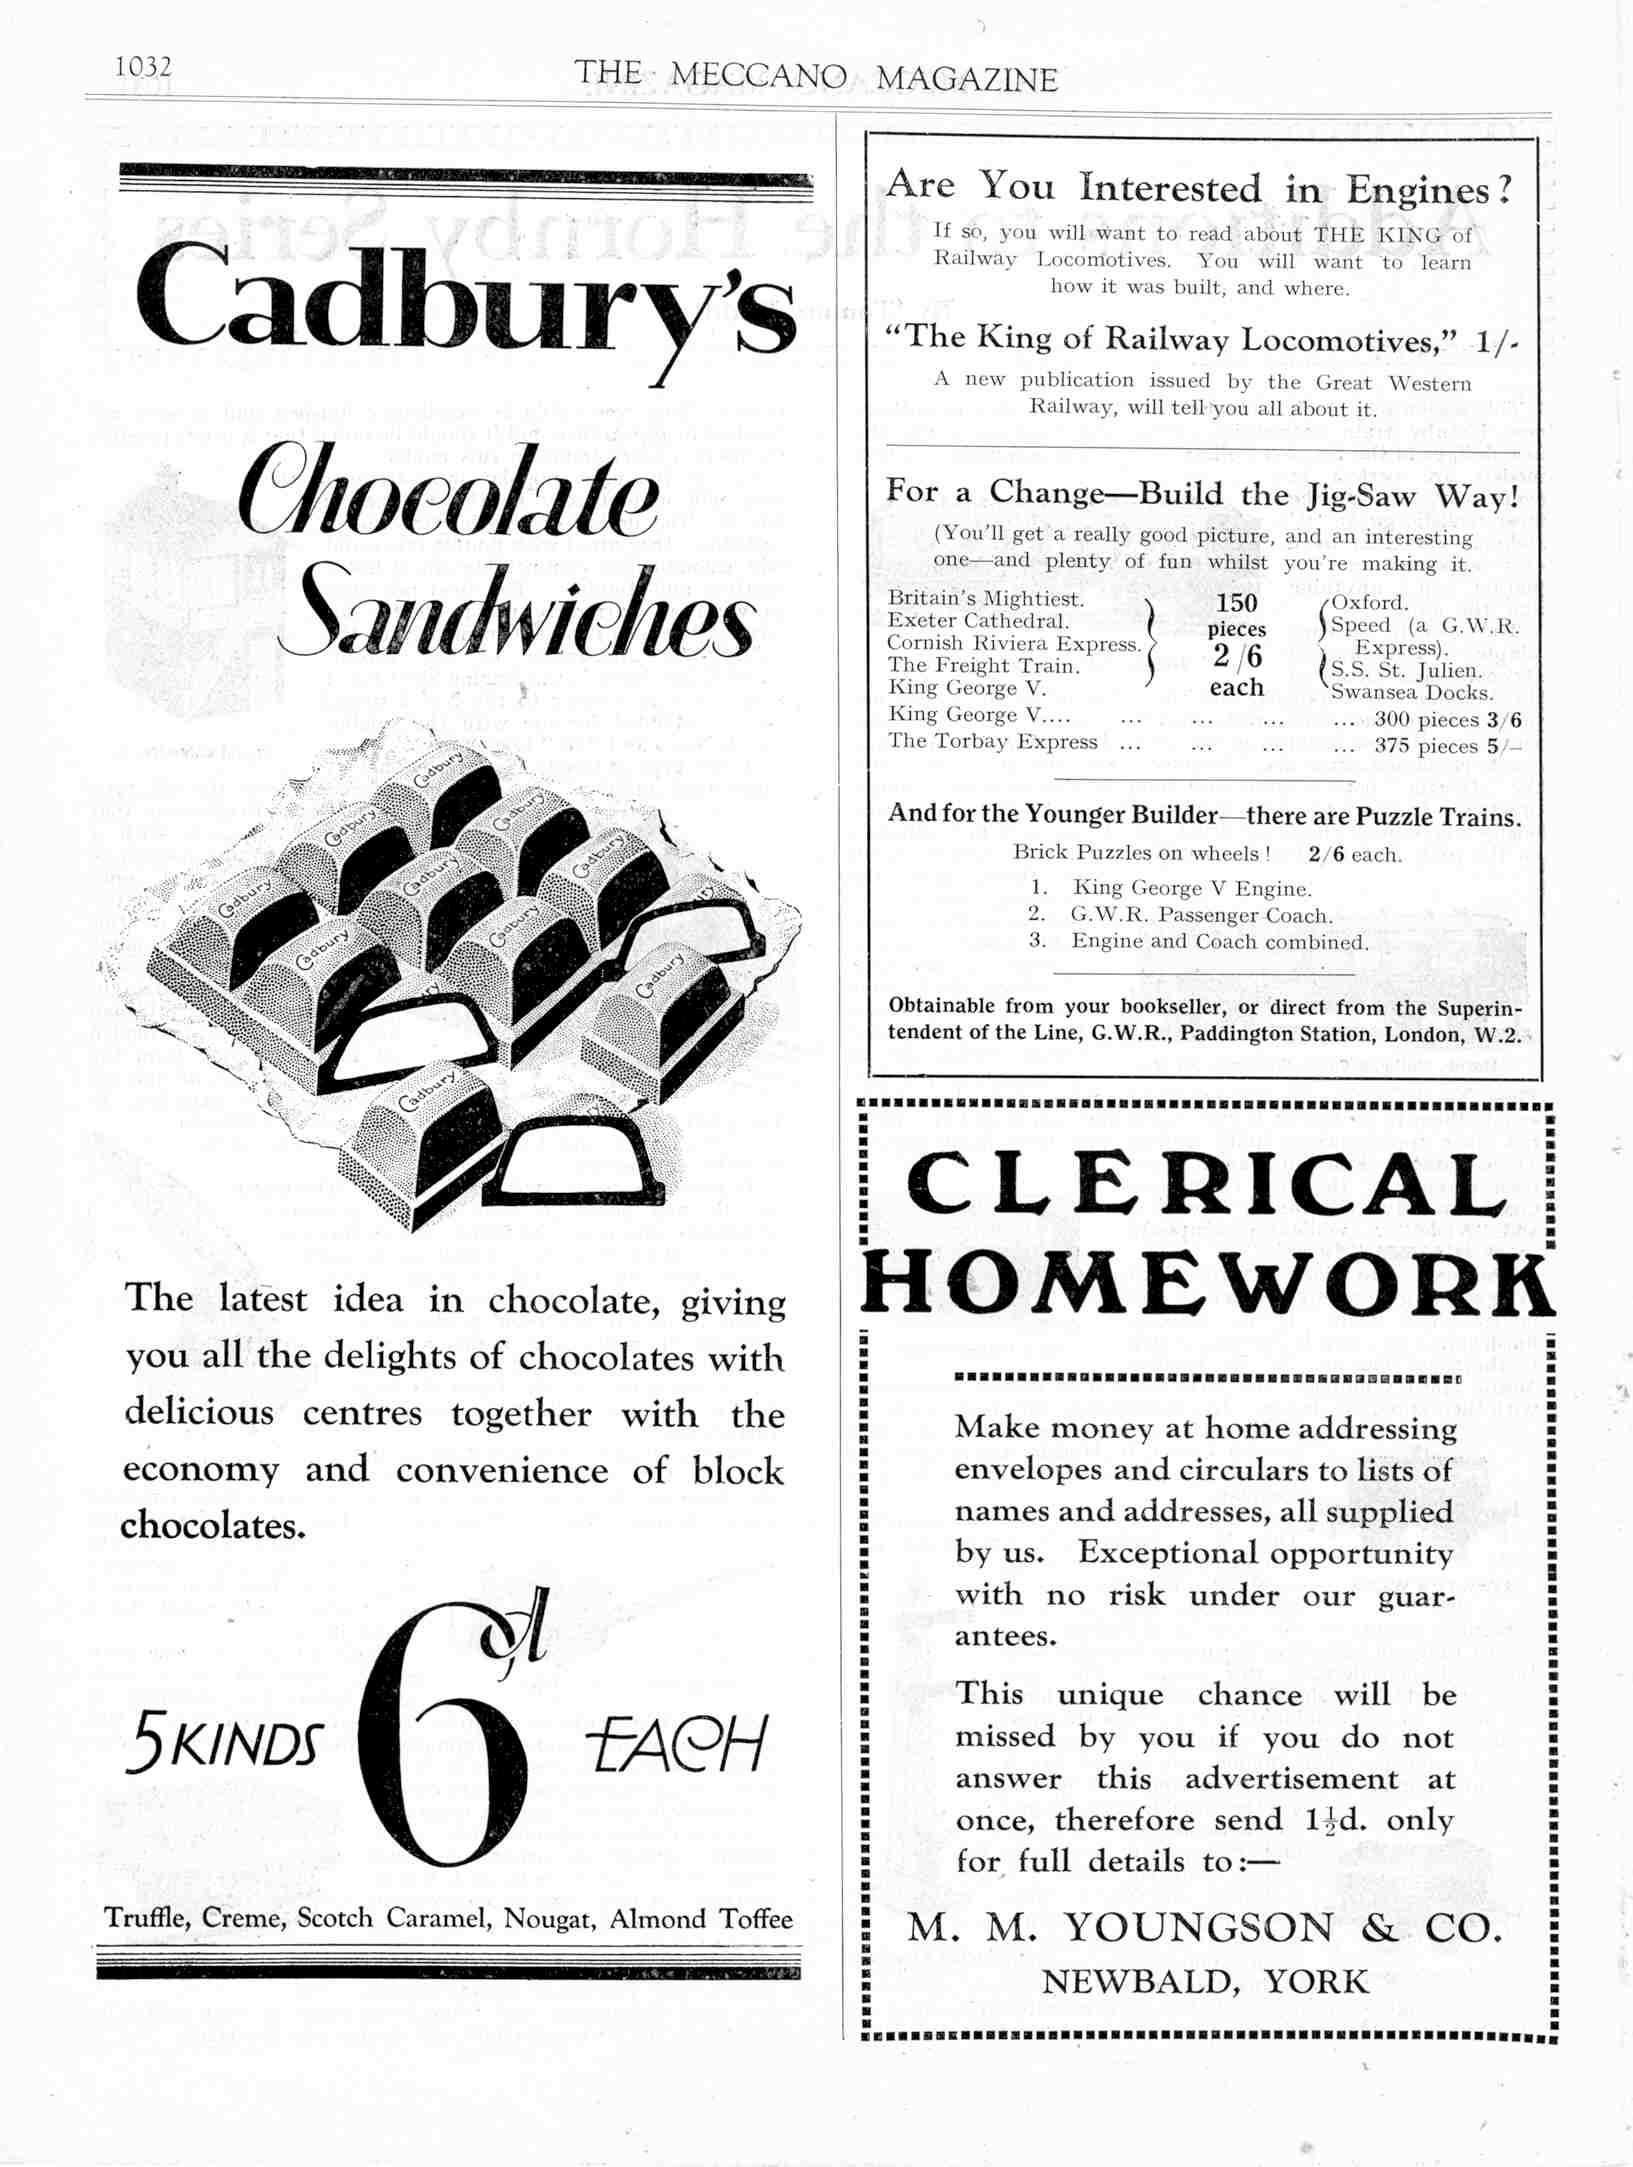 1032
THE MECCANO MAGAZINE
Cadbury's
Chocolate
Sandwiches
Cadbury
Cadbury
Cadbury
Cadbury
Cadbury
Cadbury
Cadbury
Cadbury
Cadbury
Cadbury
The latest idea in chocolate, giving
you all the delights of chocolates with
delicious centres together with the
economy and convenience of block
chocolates.
5 KINDS 6d EACH
Truffle, Creme, Scotch Caramel, Nougat, Almond Toffee
Are You Interested in Engines?
If so, you will want to read about THE KING of
Railway Locomotives. You will want to learn
how it was built, and where.
"The King of Railway Locomotives," 1/-
A new publication issued by the Great Western
Railway, will tell you all about it.
For a Change—Build the Jig-Saw Way!
(You'll get a really good picture, and an interesting
one—and plenty of fun whilst you're making it.
Britain's Mightiest.
Exeter Cathedral.
Cornish Riviera Express.
The Freight Train.
King George V.
150
pieces
2/6
each
Oxford.
Speed (a G.W.R.
Express).
S.S. St. Julien.
Swansea Docks.
King George V.... ... ... ... ... 300 pieces 3/6
The Torbay Express ... ... ... ... 375 pieces 5/-
And for the Younger Builder—there are Puzzle Trains.
Brick Puzzles on wheels! 2/6 each.
1. King George V Engine.
2. G.W.R. Passenger Coach.
3. Engine and Coach combined.
Obtainable from your bookseller, or direct from the Superin-
tendent of the Line, G.W.R., Paddington Station, London, W.2.
CLERICAL
HOMEWORK
Make money at home addressing
envelopes and circulars to lists of
names and addresses, all supplied
by us. Exceptional opportunity
with no risk under our guar-
antees.
This unique chance will be
missed by you if you do not
answer this advertisement at
once, therefore send 1½d. only
for full details to:—
M. M. YOUNGSON & CO.
NEWBALD, YORK